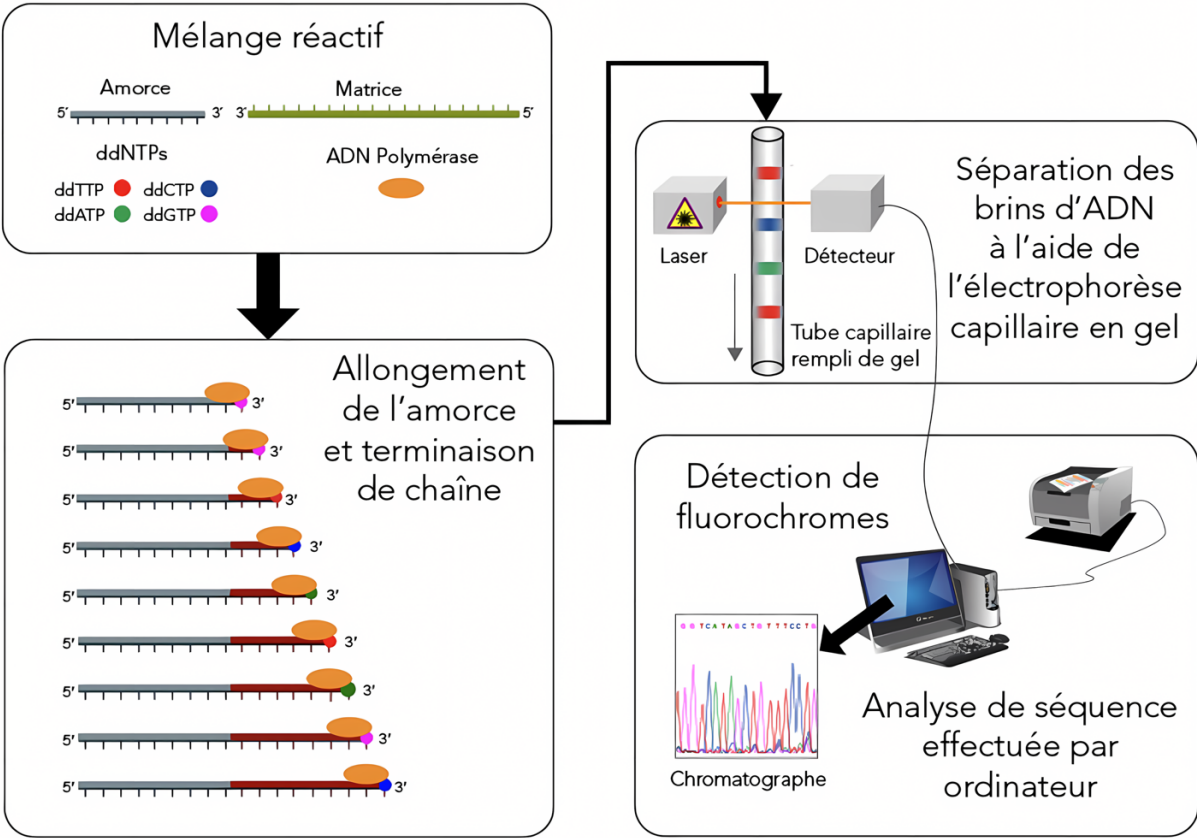 Mélange réactif
Amorce
Matrice
5′ 3′ 3′ 5′
ddNTPs
ADN Polymérase
ddTTP ddCTP
ddATP ddGTP
Allongement
de l’amorce
et terminaison
de chaîne
5′ 3′
5′ 3′
5′ 3′
5′ 3′
5′ 3′
5′ 3′
5′ 3′
5′ 3′
5′ 3′
Laser
Détecteur
Tube capillaire
rempli de gel
Séparation des
brins d’ADN
à l’aide de
l’électrophorèse
capillaire en gel
Détection de
fluorochromes
G G T C A T A G C T G T T T C C T G
Chromatographe
Analyse de séquence
effectuée par
ordinateur